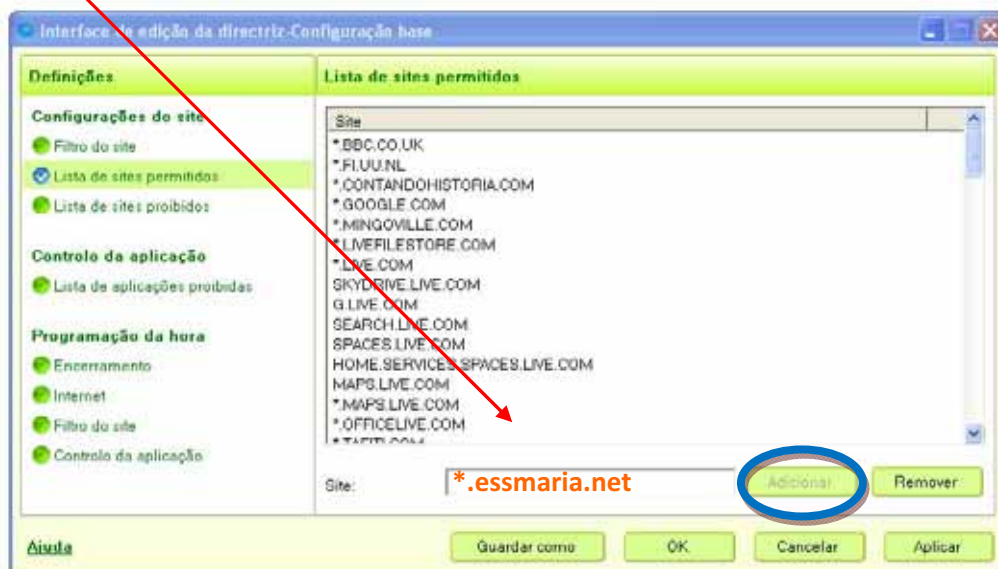 Interface de edição da directriz-Configuração base
Definições
Configurações do site
Filtro do site
Lista de sites permitidos
Lista de sites proibidos
Controlo da aplicação
Lista de aplicações proibidas
Programação da hora
Encerramento
Internet
Filtro do site
Controlo da aplicação
Lista de sites permitidos
Site
*.BBC.CO.UK
*.FI.UU.NL
*.CONTANDOHISTORIA.COM
*.GOOGLE.COM
*.MINGOVILLE.COM
*.LIVEFILESTORE.COM
*.LIVE.COM
SKYDRIVE.LIVE.COM
G.LIVE.COM
SEARCH.LIVE.COM
SPACES.LIVE.COM
HOME.SERVICES.SPACES.LIVE.COM
MAPS.LIVE.COM
*.MAPS.LIVE.COM
*.OFFICELIVE.COM
Site: *.essmaria.net Adicionar Remover
Ajuda Guardar como OK Cancelar Aplicar